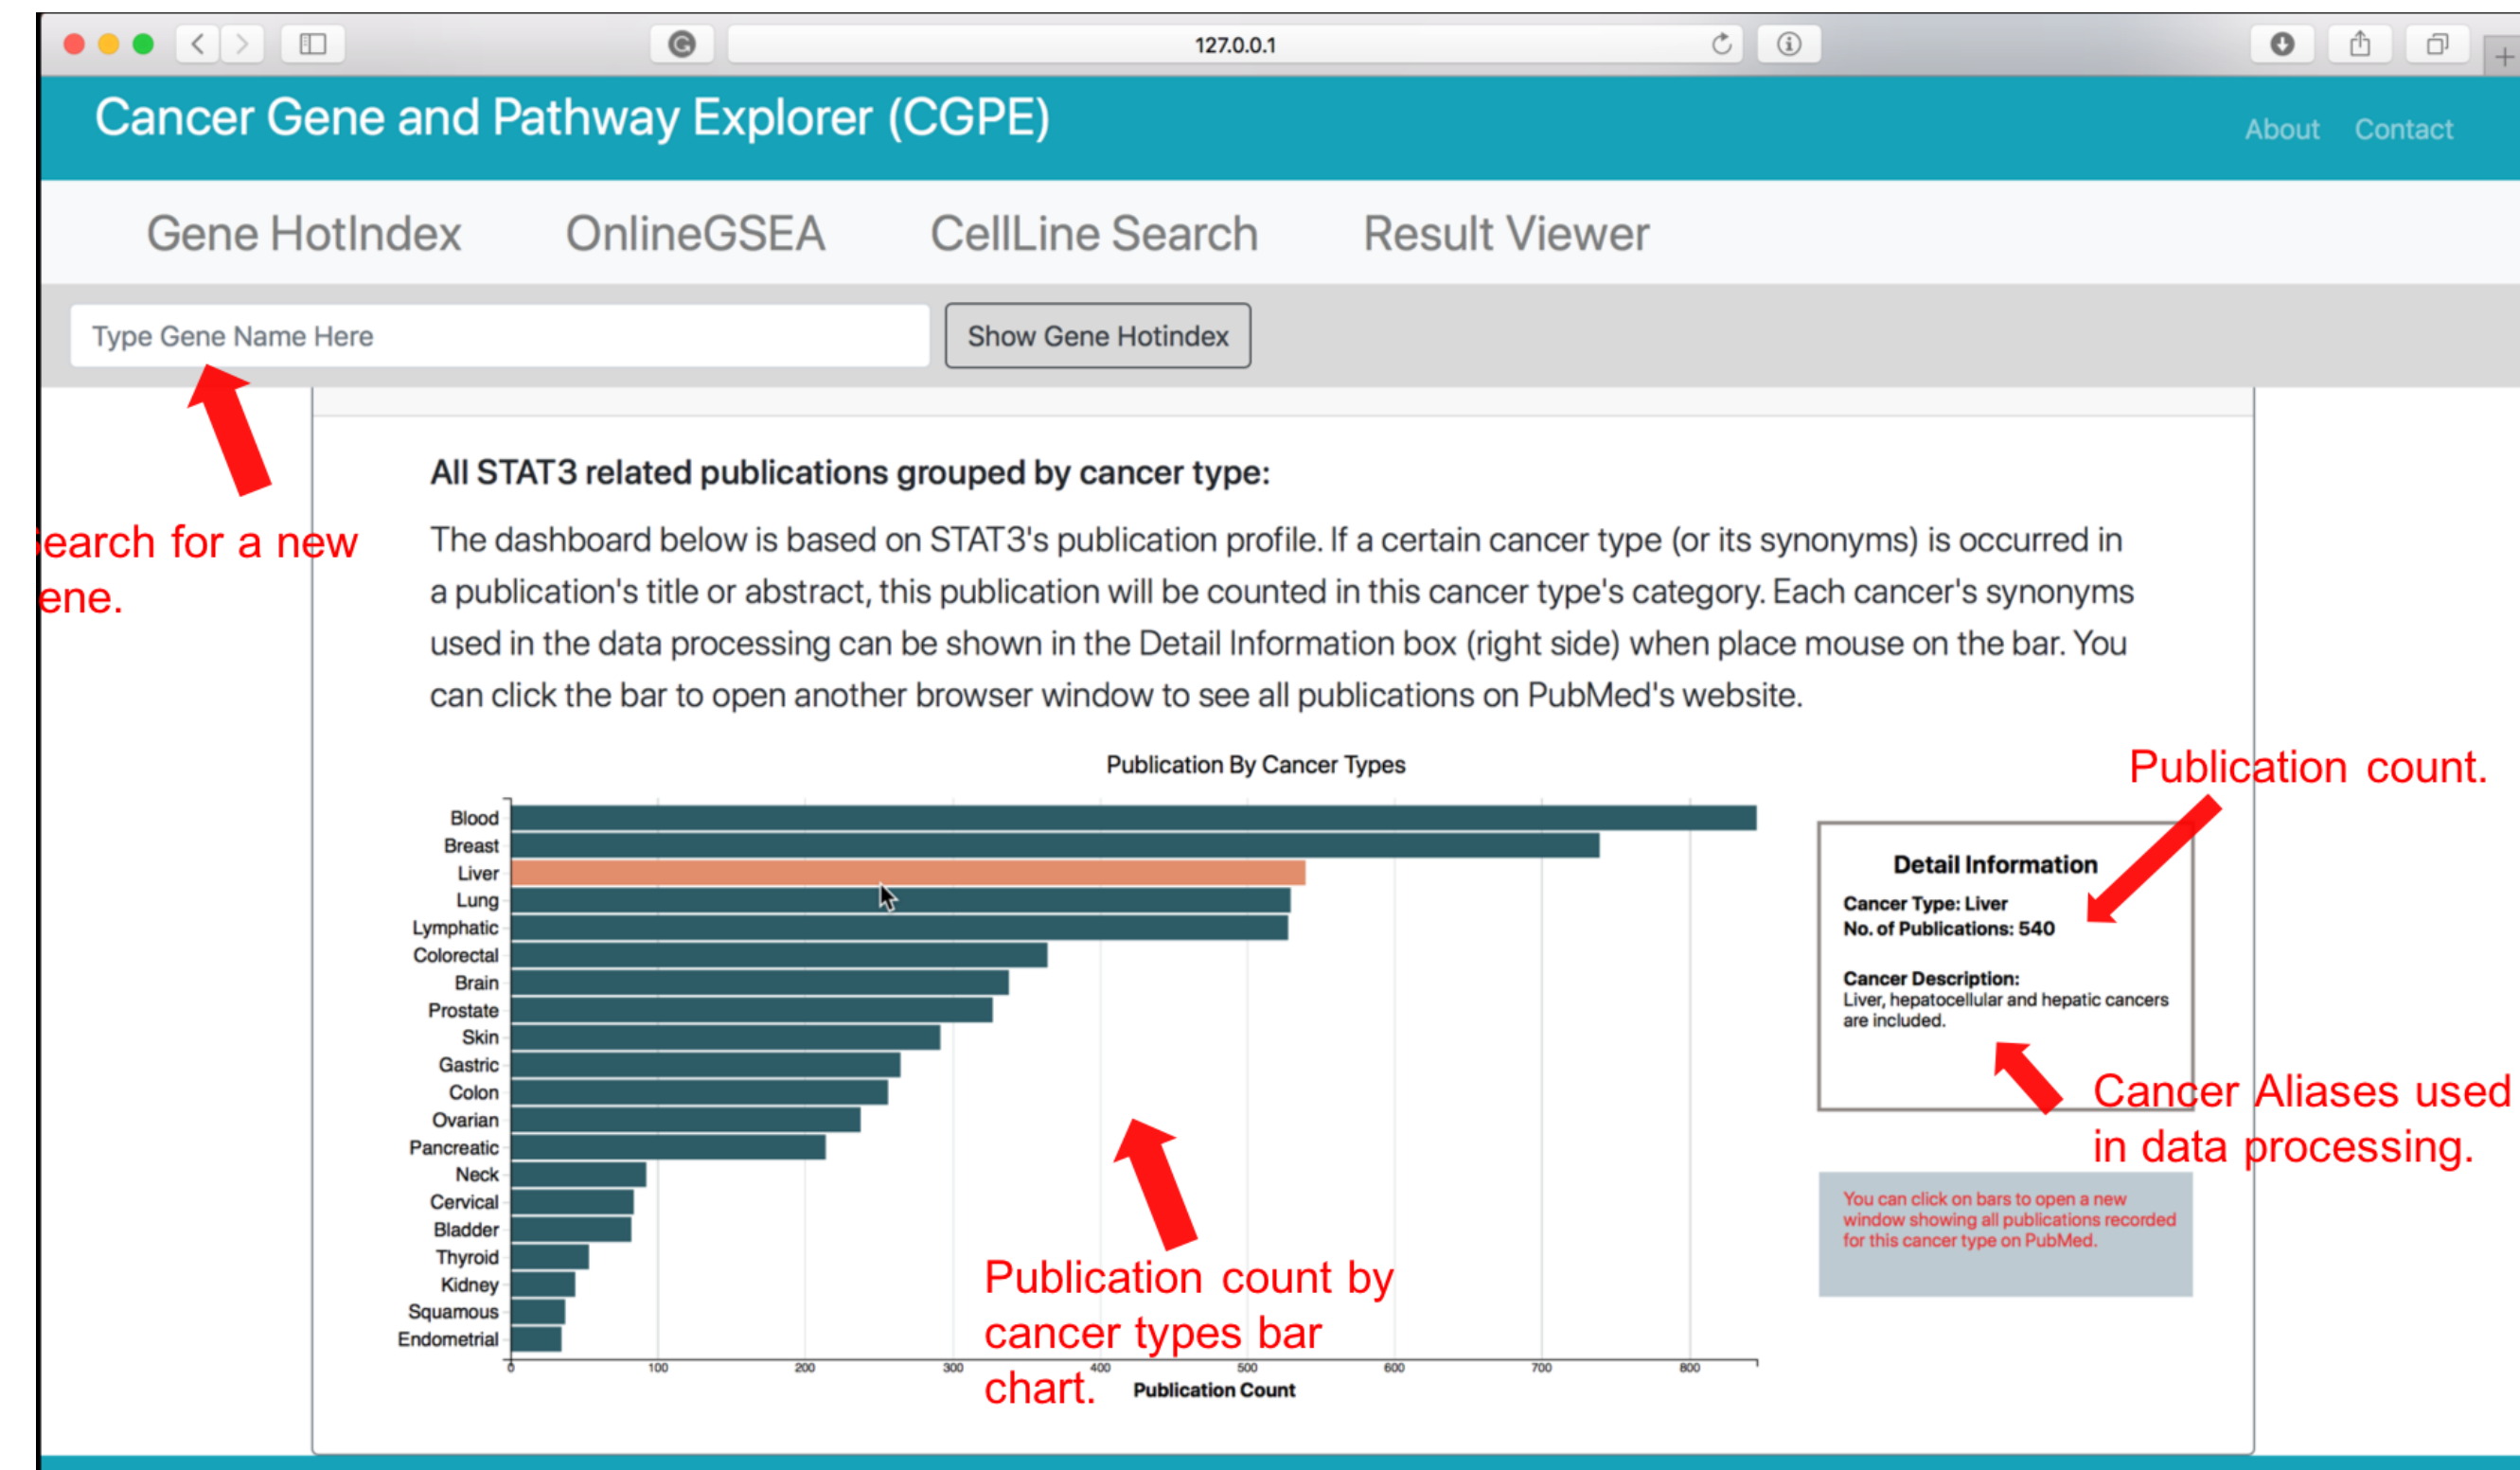 127.0.0.1
Cancer Gene and Pathway Explorer (CGPE)
About Contact
Gene HotIndex OnlineGSEA CellLine Search Result Viewer
Type Gene Name Here
Show Gene Hotindex
earch for a new
ene.
All STAT3 related publications grouped by cancer type:
The dashboard below is based on STAT3's publication profile. If a certain cancer type (or its synonyms) is occurred in
a publication's title or abstract, this publication will be counted in this cancer type's category. Each cancer's synonyms
used in the data processing can be shown in the Detail Information box (right side) when place mouse on the bar. You
can click the bar to open another browser window to see all publications on PubMed's website.
Publication By Cancer Types
Blood
Breast
Liver
Lung
Lymphatic
Colorectal
Brain
Prostate
Skin
Gastric
Colon
Ovarian
Pancreatic
Neck
Cervical
Bladder
Thyroid
Kidney
Squamous
Endometrial
0 100 200 300 400 500 600 700 800
Publication Count
Publication count by
cancer types bar
chart.
Publication count.
Detail Information
Cancer Type: Liver
No. of Publications: 540
Cancer Description:
Liver, hepatocellular and hepatic cancers
are included.
Cancer Aliases used
in data processing.
You can click on bars to open a new
window showing all publications recorded
for this cancer type on PubMed.